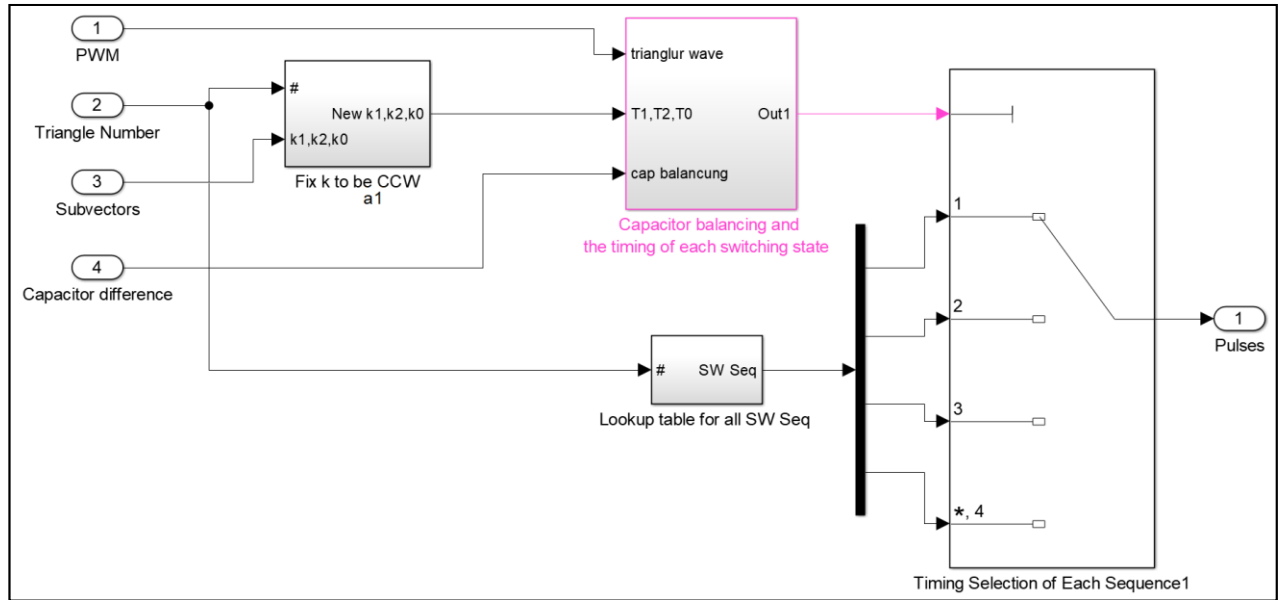 1
PWM
2
Triangle Number
3
Subvectors
4
Capacitor difference
#
New k1,k2,k0
k1,k2,k0
Fix k to be CCW
a1
trianglur wave
T1,T2,T0
Out1
cap balancung
Capacitor balancing and
the timing of each switching state
#
SW Seq
Lookup table for all SW Seq
1
2
3
*, 4
Timing Selection of Each Sequence1
1
Pulses